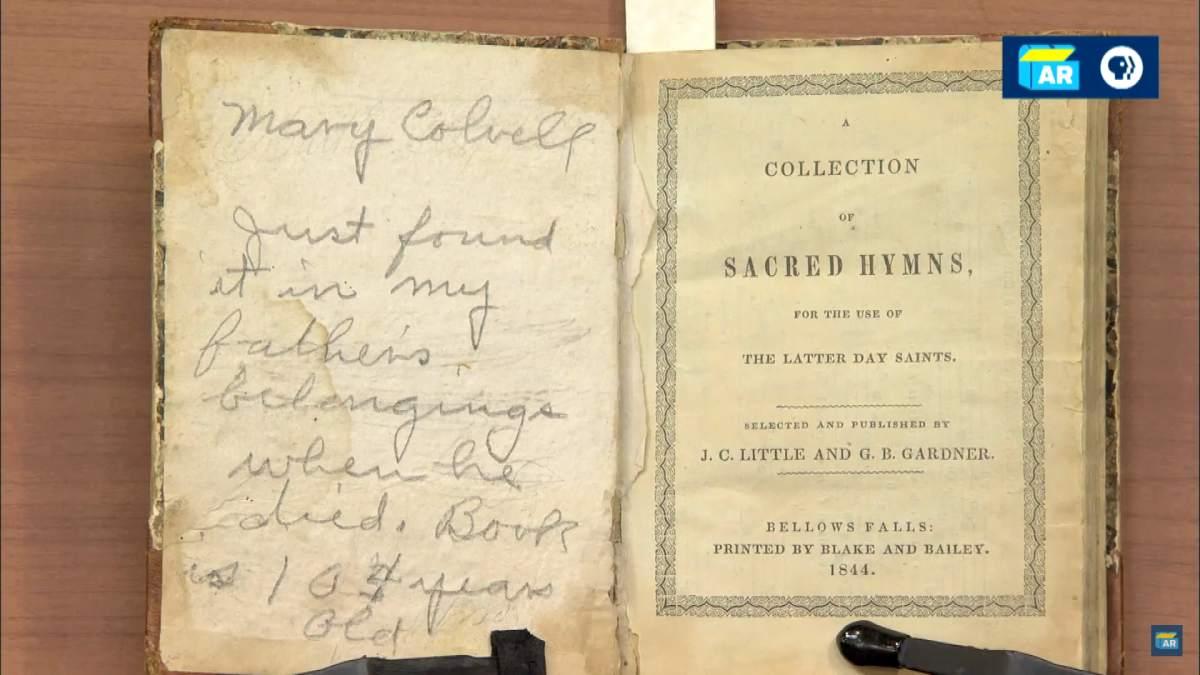 Mary Colvell
Just found
it in my
father's
belongings
when he
died. Book
is 104 years
old
A
COLLECTION
OF
SACRED HYMNS,
FOR THE USE OF
THE LATTER DAY SAINTS.
SELECTED AND PUBLISHED BY
J. C. LITTLE AND G. B. GARDNER.
BELLOWS FALLS:
PRINTED BY BLAKE AND BAILEY.
1844.
AR
AR